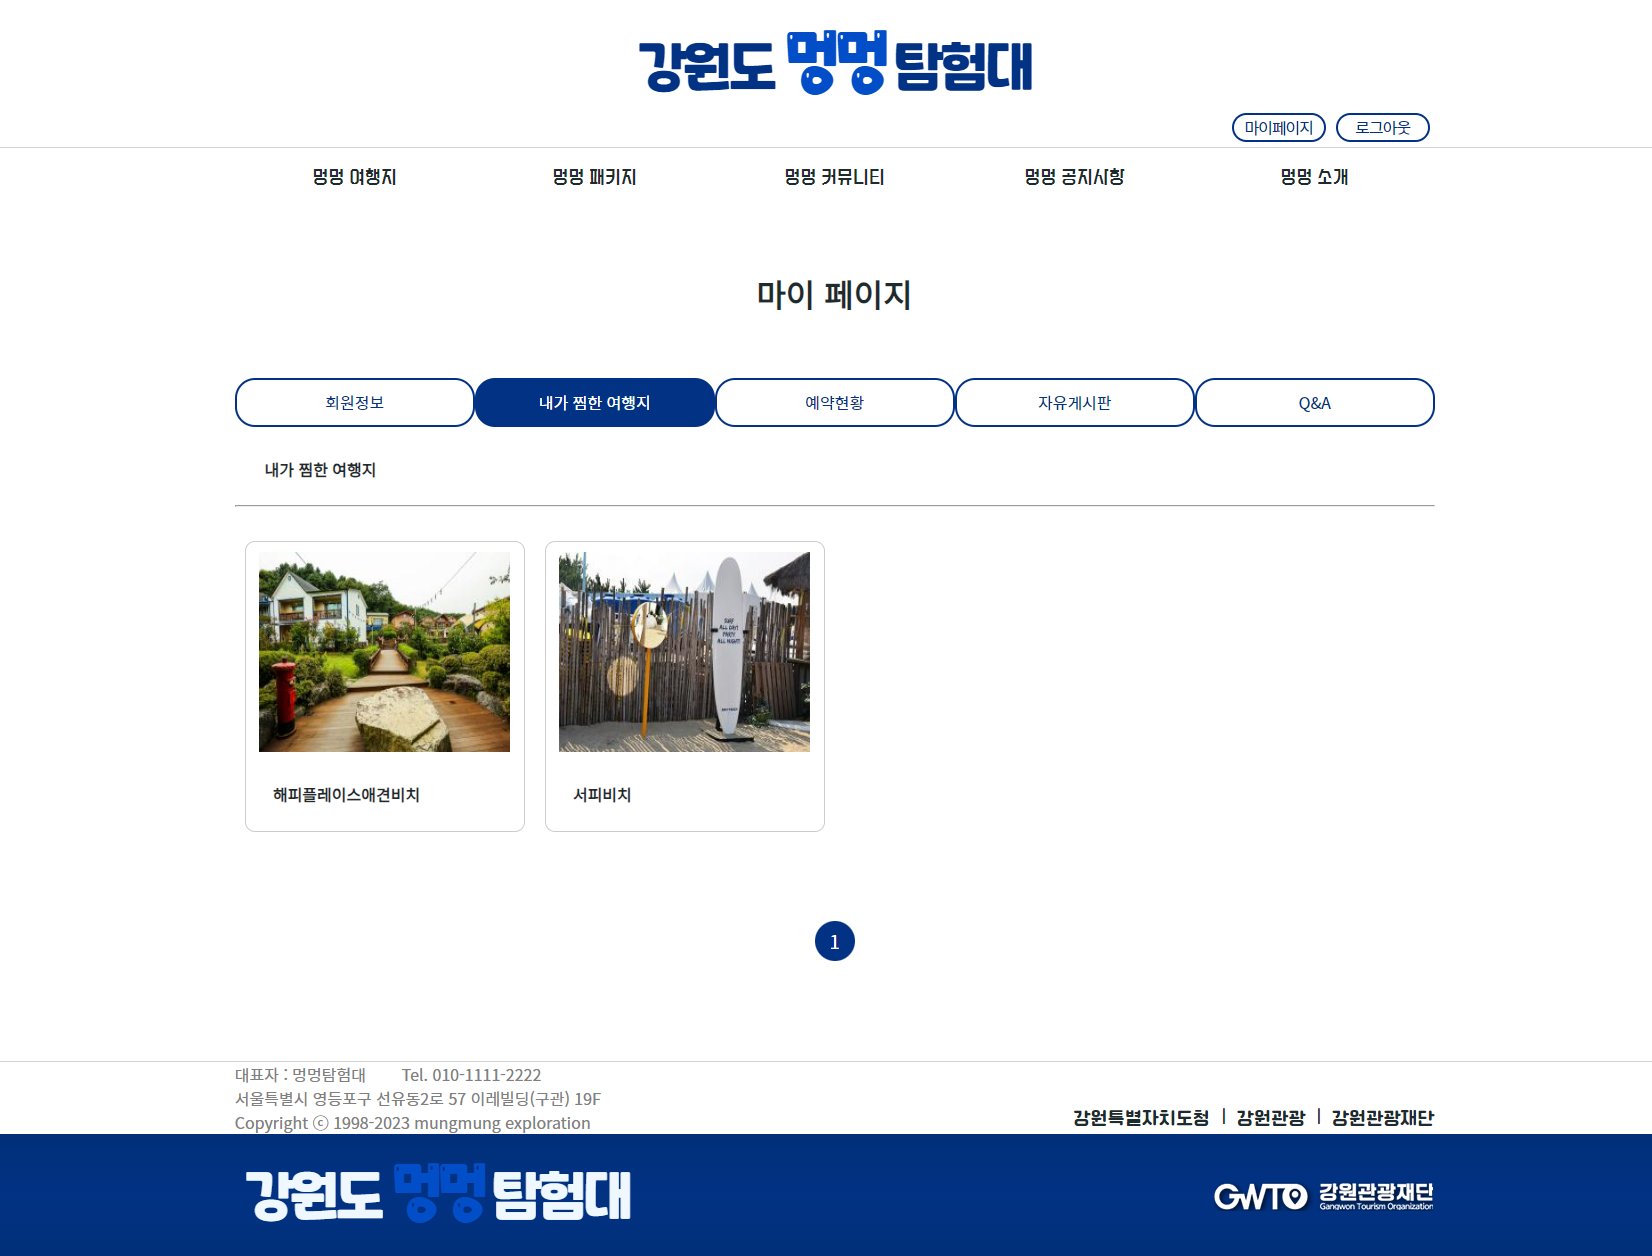 강원도 멍멍 탐험대
마이페이지 로그아웃
멍멍 여행지 멍멍 패키지 멍멍 커뮤니티 멍멍 공지사항 멍멍 소개
마이 페이지
회원정보 내가 찜한 여행지 예약현황 자유게시판 Q&A
내가 찜한 여행지
SURF
ALL DAY!
PARTY
ALL NIGHT!
해피플레이스애견비치 서피비치
1
대표자 : 멍멍탐험대 Tel. 010-1111-2222
서울특별시 영등포구 선유동2로 57 이레빌딩(구관) 19F
Copyright ⓒ 1998-2023 mungmung exploration
강원특별자치도청 | 강원관광 | 강원관광재단
강원도 멍멍 탐험대
GWTO 강원관광재단
Gangwon Tourism Organization